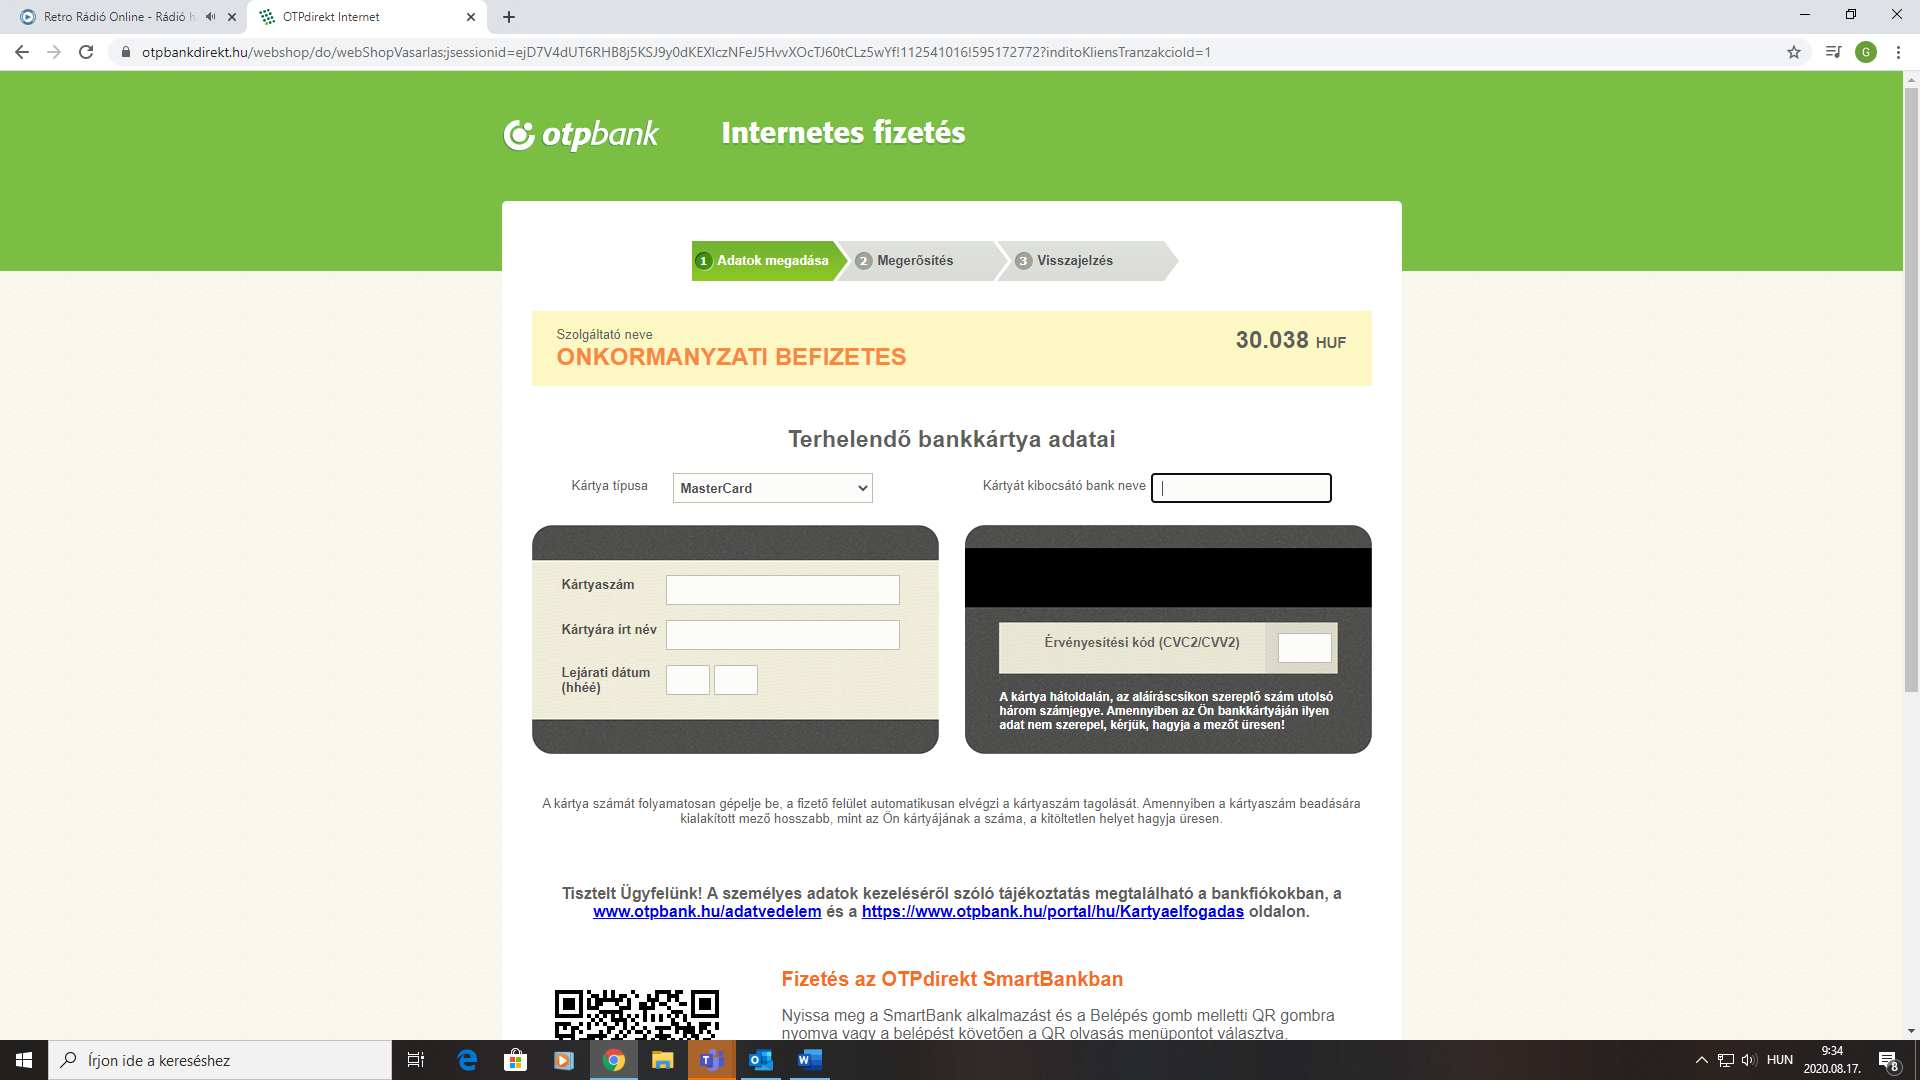 Retro Rádió Online - Rádió h
OTPdirekt Internet
otpbankdirekt.hu/webshop/do/webShopVasarlas;jsessionid=ejD7V4dUT6RHB8j5KSJ9y0dKEXIczNFeJ5HvvXOcTJ60tCLz5wYf!112541016!595172772?inditoKliensTranzakcioId=1
G
otpbank
Internetes fizetés
1 Adatok megadása
2 Megerősítés
3 Visszajelzés
Szolgáltató neve
ONKORMANYZATI BEFIZETES
30.038 HUF
Terhelendő bankkártya adatai
Kártya típusa
MasterCard
Kártyát kibocsátó bank neve
Kártyaszám
Kártyára írt név
Lejárati dátum
(hhéé)
Érvényesítési kód (CVC2/CVV2)
A kártya hátoldalán, az aláíráscsíkon szereplő szám utolsó
három számjegye. Amennyiben az Ön bankkártyáján ilyen
adat nem szerepel, kérjük, hagyja a mezőt üresen!
A kártya számát folyamatosan gépelje be, a fizető felület automatikusan elvégzi a kártyaszám tagolását. Amennyiben a kártyaszám beadására
kialakított mező hosszabb, mint az Ön kártyájának a száma, a kitöltetlen helyet hagyja üresen.
Tisztelt Ügyfelünk! A személyes adatok kezeléséről szóló tájékoztatás megtalálható a bankfiókokban, a
www.otpbank.hu/adatvedelem és a https://www.otpbank.hu/portal/hu/Kartyaelfogadas oldalon.
Fizetés az OTPdirekt SmartBankban
Nyissa meg a SmartBank alkalmazást és a Belépés gomb melletti QR gombra
nyomva vagy a belépést követően a QR olvasás menüpontot választva,
Írjon ide a kereséshez
HUN
9:34
2020.08.17.
8